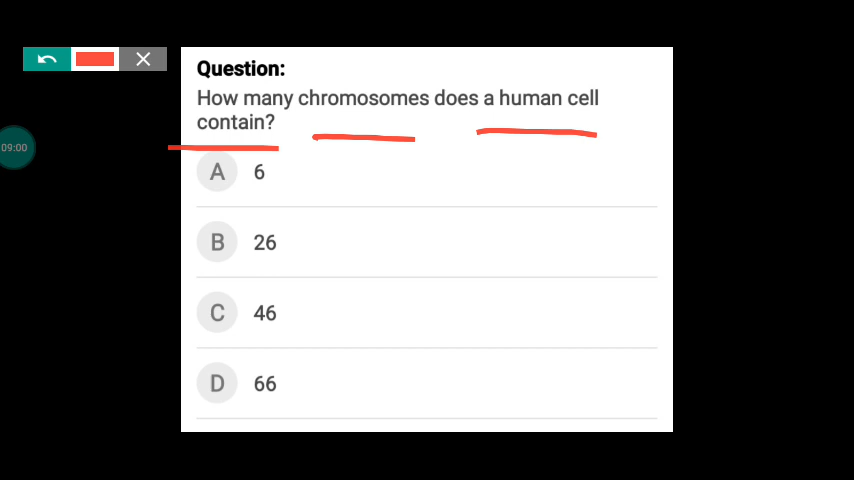 Question:
How many chromosomes does a human cell
contain?
09:00
A 6
B 26
C 46
D 66